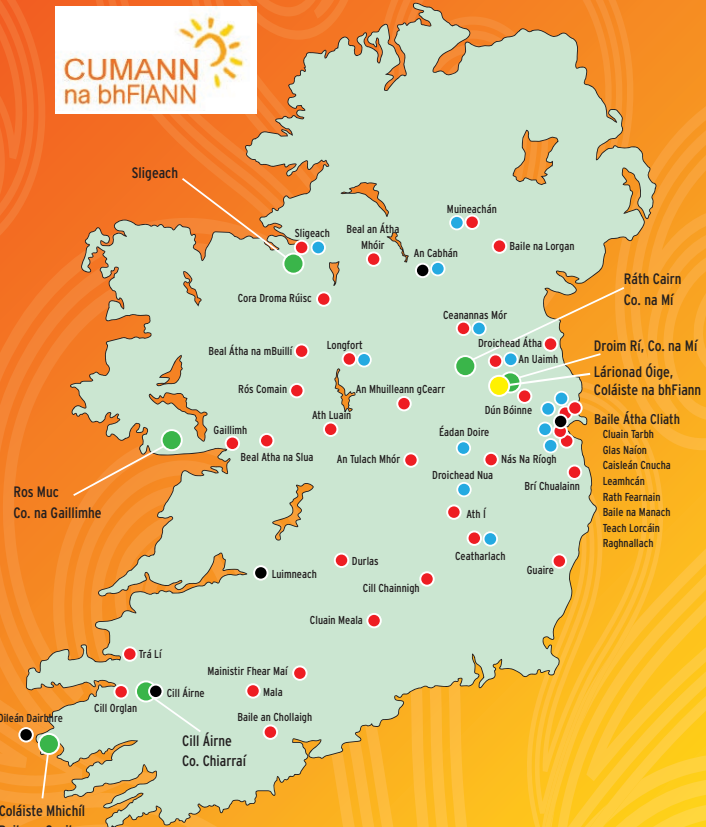 CUMANN
na bhFIANN
Sligeach
Muineachán
Sligeach
Beal an Átha
Mhóir
Baile na Lorgan
An Cabhán
Ráth Cairn
Co. na Mí
Cora Droma Rúisc
Ceanannas Mór
Droichead Átha
Droim Rí, Co. na Mí
Beal Átha na mBuillí
Longfort
An Uaimh
Lárionad Óige,
Coláiste na bhFiann
Rós Comain
An Mhuilleann gCearr
Dún Bóinne
Ath Luain
Baile Átha Cliath
Cluain Tarbh
Glas Naíon
Caisleán Cnucha
Leamhcán
Rath Fearnain
Baile na Manach
Teach Lorcáin
Raghnallach
Gaillimh
Éadan Doire
Beal Atha na Slua
An Tulach Mhór
Nás Na Ríogh
Droichead Nua
Brí Chualainn
Ros Muc
Co. na Gaillimhe
Ath Í
Ceatharlach
Durlas
Guaire
Luimneach
Cill Chainnigh
Cluain Meala
Trá Lí
Mainistir Fhear Maí
Cill Áirne
Mala
Cill Orglan
Oileán Dairbhre
Baile an Chollaigh
Cill Áirne
Co. Chiarraí
Coláiste Mhichíl